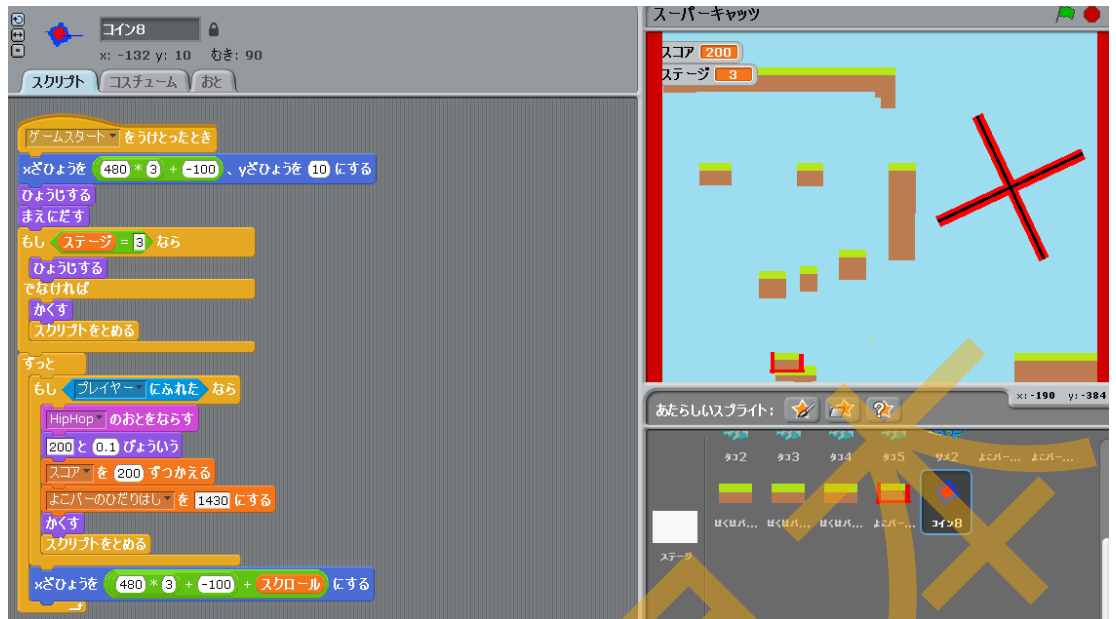 コイン8
x: -132 y: 10 むき: 90
スクリプト コスチューム おと
ゲームスタート をうけとったとき
xざひょうを 480 * 3 + -100 、yざひょうを 10 にする
ひょうじする
まえにだす
もし ステージ = 3 なら
ひょうじする
でなければ
かくす
スクリプトをとめる
ずっと
もし プレイヤー にふれた なら
HipHop のおとをならす
200 と 0.1 びょういう
スコア を 200 ずつかえる
よこバーのひだりはし を 1430 にする
かくす
スクリプトをとめる
xざひょうを 480 * 3 + -100 + スクロール にする
スーパーキャッツ
スコア 200
ステージ 3
x: -190 y: -384
あたらしいスプライト:
タコ2 タコ3 タコ4 タコ5 サメ2 よこバー... よこバー...
よこバー... コイン8
ステージ